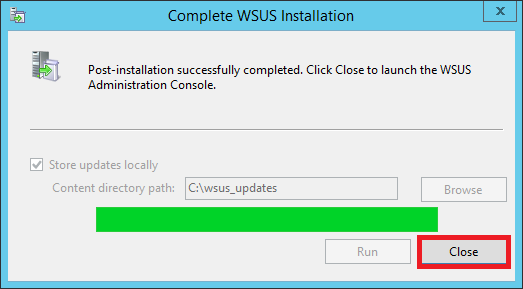 Complete WSUS Installation
Post-installation successfully completed. Click Close to launch the WSUS
Administration Console.
Store updates locally
Content directory path: C:\wsus_updates Browse
Run Close